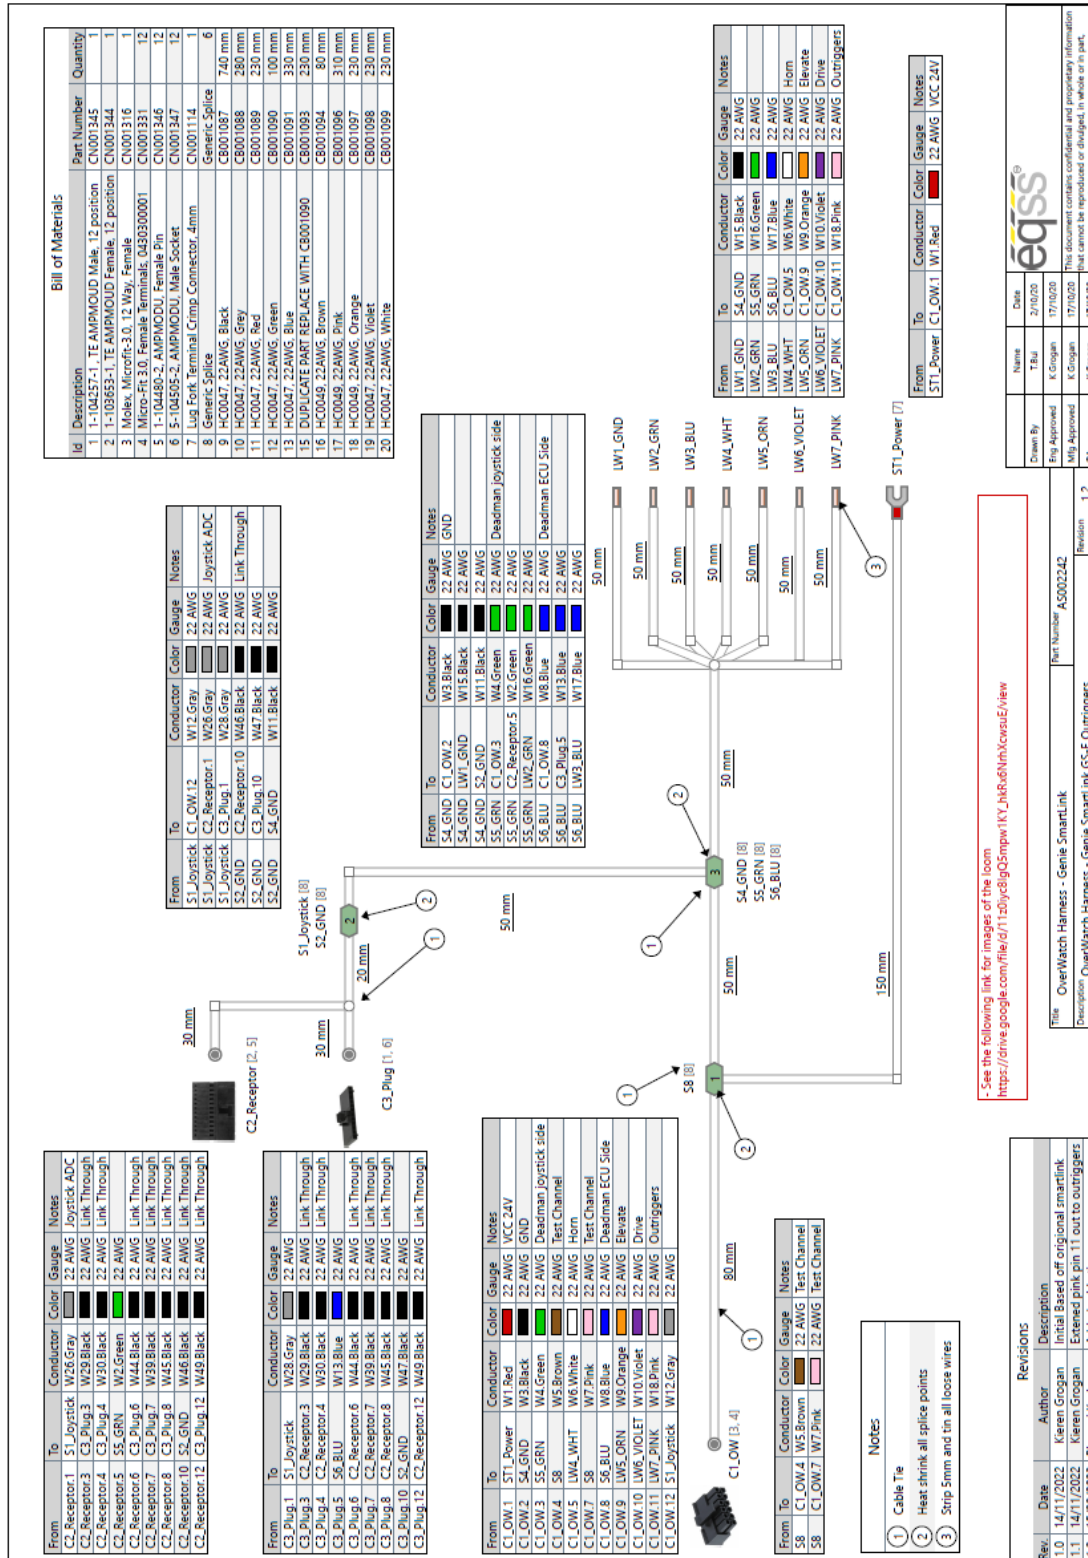 Bill of Materials
Id Description Part Number Quantity
1 1-104257-1, TE AMPMOUD Male, 12 position CN001345 1
2 1-103653-1, TE AMPMOUD Female, 12 position CN001344 1
3 Molex, Microfit-3.0, 12 Way, Female CN001316 1
4 Micro-Fit 3.0, Female Terminals, 0430300001 CN001331 12
5 1-104480-2, AMPMODU, Female Pin CN001346 12
6 5-104505-2, AMPMODU, Male Socket CN001347 12
7 Lug Fork Terminal Crimp Connector, 4mm CN001114 1
8 Generic Splice Generic Splice 6
9 HC0047, 22AWG, Black CB001087 740 mm
10 HC0047, 22AWG, Grey CB001088 280 mm
11 HC0047, 22AWG, Red CB001089 230 mm
12 HC0047, 22AWG, Green CB001090 100 mm
13 HC0047, 22AWG, Blue CB001091 330 mm
15 DUPLICATE PART REPLACE WITH CB001090 CB001093 230 mm
16 HC0049, 22AWG, Brown CB001094 80 mm
17 HC0049, 22AWG, Pink CB001096 310 mm
18 HC0049, 22AWG, Orange CB001097 230 mm
19 HC0047, 22AWG, Violet CB001098 230 mm
20 HC0047, 22AWG, White CB001099 230 mm
From To Conductor Color Gauge Notes
C2_Receptor.1 S1_Joystick W26.Gray 22 AWG Joystick ADC
C2_Receptor.3 C3_Plug.3 W29.Black 22 AWG Link Through
C2_Receptor.4 C3_Plug.4 W30.Black 22 AWG Link Through
C2_Receptor.5 S5_GRN W2.Green 22 AWG
C2_Receptor.6 C3_Plug.6 W44.Black 22 AWG Link Through
C2_Receptor.7 C3_Plug.7 W39.Black 22 AWG Link Through
C2_Receptor.8 C3_Plug.8 W45.Black 22 AWG Link Through
C2_Receptor.10 S2_GND W46.Black 22 AWG Link Through
C2_Receptor.12 C3_Plug.12 W49.Black 22 AWG Link Through
C2_Receptor [2, 5]
30 mm
From To Conductor Color Gauge Notes
S1_Joystick C1_OW.12 W12.Gray 22 AWG
S1_Joystick C2_Receptor.1 W26.Gray 22 AWG Joystick ADC
S1_Joystick C3_Plug.1 W28.Gray 22 AWG
S2_GND C2_Receptor.10 W46.Black 22 AWG Link Through
S2_GND C3_Plug.10 W47.Black 22 AWG
S2_GND S4_GND W11.Black 22 AWG
From To Conductor Color Gauge Notes
C3_Plug.1 S1_Joystick W28.Gray 22 AWG
C3_Plug.3 C2_Receptor.3 W29.Black 22 AWG Link Through
C3_Plug.4 C2_Receptor.4 W30.Black 22 AWG Link Through
C3_Plug.5 S6_BLU W13.Blue 22 AWG
C3_Plug.6 C2_Receptor.6 W44.Black 22 AWG Link Through
C3_Plug.7 C2_Receptor.7 W39.Black 22 AWG Link Through
C3_Plug.8 C2_Receptor.8 W45.Black 22 AWG Link Through
C3_Plug.10 S2_GND W47.Black 22 AWG
C3_Plug.12 C2_Receptor.12 W49.Black 22 AWG Link Through
C3_Plug [1, 6]
30 mm
20 mm
S1_Joystick [8]
S2_GND [8]
2
1
2
50 mm
From To Conductor Color Gauge Notes
S4_GND C1_OW.2 W3.Black 22 AWG GND
S4_GND LW1_GND W15.Black 22 AWG
S4_GND S2_GND W11.Black 22 AWG
S5_GRN C1_OW.3 W4.Green 22 AWG Deadman joystick side
S5_GRN C2_Receptor.5 W2.Green 22 AWG
S5_GRN LW2_GRN W16.Green 22 AWG
S6_BLU C1_OW.8 W8.Blue 22 AWG Deadman ECU Side
S6_BLU C3_Plug.5 W13.Blue 22 AWG
S6_BLU LW3_BLU W17.Blue 22 AWG
From To Conductor Color Gauge Notes
C1_OW.1 ST1_Power W1.Red 22 AWG VCC 24V
C1_OW.2 S4_GND W3.Black 22 AWG GND
C1_OW.3 S5_GRN W4.Green 22 AWG Deadman joystick side
C1_OW.4 S8 W5.Brown 22 AWG Test Channel
C1_OW.5 LW4_WHT W6.White 22 AWG Horn
C1_OW.7 S8 W7.Pink 22 AWG Test Channel
C1_OW.8 S6_BLU W8.Blue 22 AWG Deadman ECU Side
C1_OW.9 LW5_ORN W9.Orange 22 AWG Elevate
C1_OW.10 LW6_VIOLET W10.Violet 22 AWG Drive
C1_OW.11 LW7_PINK W18.Pink 22 AWG Outriggers
C1_OW.12 S1_Joystick W12.Gray 22 AWG
C1_OW [3, 4]
1
80 mm
1
S8 [8]
1
2
50 mm
1
2
3
S4_GND [8]
S5_GRN [8]
S6_BLU [8]
50 mm
150 mm
50 mm LW1_GND
50 mm LW2_GRN
50 mm LW3_BLU
50 mm LW4_WHT
50 mm LW5_ORN
50 mm LW6_VIOLET
50 mm LW7_PINK
3
ST1_Power [7]
From To Conductor Color Gauge Notes
LW1_GND S4_GND W15.Black 22 AWG
LW2_GRN S5_GRN W16.Green 22 AWG
LW3_BLU S6_BLU W17.Blue 22 AWG
LW4_WHT C1_OW.5 W6.White 22 AWG Horn
LW5_ORN C1_OW.9 W9.Orange 22 AWG Elevate
LW6_VIOLET C1_OW.10 W10.Violet 22 AWG Drive
LW7_PINK C1_OW.11 W18.Pink 22 AWG Outriggers
From To Conductor Color Gauge Notes
ST1_Power C1_OW.1 W1.Red 22 AWG VCC 24V
From To Conductor Color Gauge Notes
S8 C1_OW.4 W5.Brown 22 AWG Test Channel
S8 C1_OW.7 W7.Pink 22 AWG Test Channel
Notes
1 Cable Tie
2 Heat shrink all splice points
3 Strip 5mm and tin all loose wires
- See the following link for images of the loom
Revisions
Rev. Date Author Description
1.0 14/11/2022 Kieren Grogan Initial Based off origional smartlink
1.1 14/11/2022 Kieren Grogan Extened pink pin 11 out to outriggers
Title OverWatch Harness - Genie SmartLink
Part Number AS002242
Description OverWatch Harness - Genie SmartLink GS-E Outriggers
Revision 1.2
Name Date
Drawn By T.Bui 2/10/20
Eng Approved K Grogan 17/10/20
Mfg Approved K Grogan 17/10/20
eqss
This document contains confidential and proprietary information
that cannot be reproduced or divulged, in whole or in part,